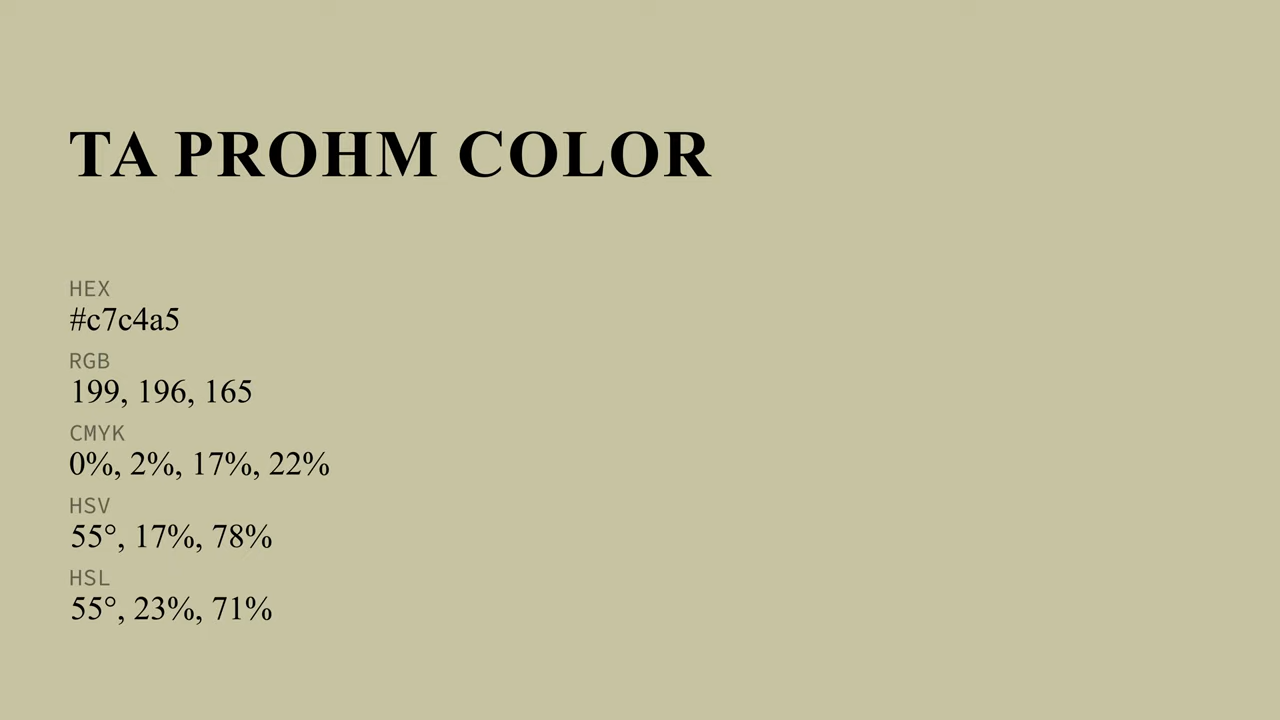 TA PROHM COLOR
HEX
#c7c4a5
RGB
199, 196, 165
CMYK
0%, 2%, 17%, 22%
HSV
55°, 17%, 78%
HSL
55°, 23%, 71%